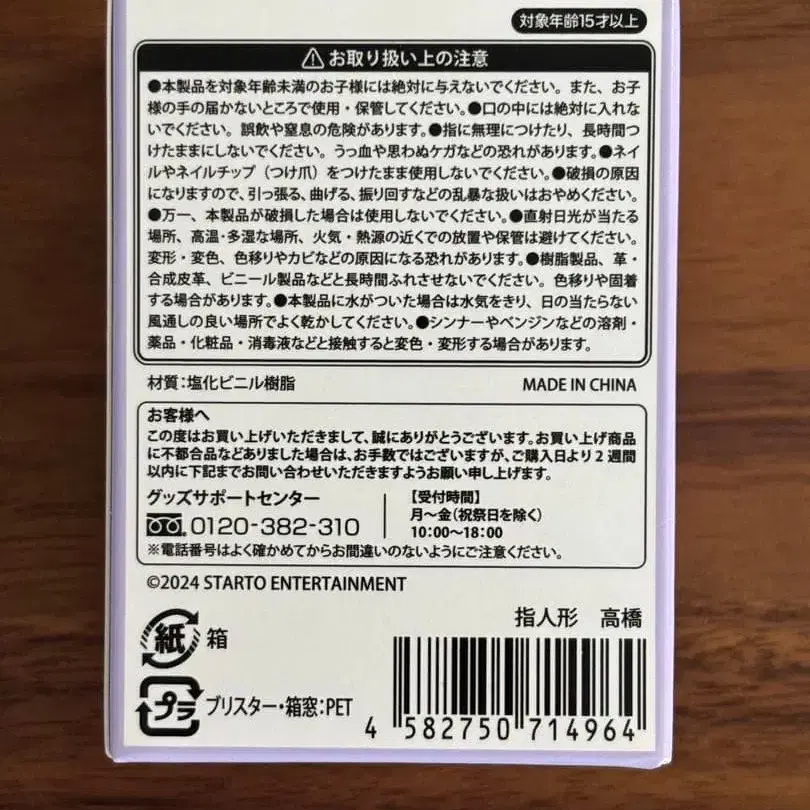 対象年齢15才以上
お取り扱い上の注意
●本製品を対象年齢未満のお子様には絶対に与えないでください。また、お子
様の手の届かないところで使用・保管してください。●口の中には絶対に入れな
いでください。誤飲や窒息の危険があります。●指に無理につけたり、長時間つ
けたままにしないでください。うっ血や思わぬケガなどの恐れがあります。●ネイ
ルやネイルチップ（つけ爪）をつけたまま使用しないでください。●破損の原因
になりますので、引っ張る、曲げる、振り回すなどの乱暴な扱いはおやめください。
●万一、本製品が破損した場合は使用しないでください。●直射日光が当たる
場所、高温・多湿な場所、火気・熱源の近くでの放置や保管は避けてください。
変形・変色、色移りやカビなどの原因になる恐れがあります。●樹脂製品、革・
合成皮革、ビニール製品などと長時間ふれさせないでください。色移りや固着
する場合があります。●本製品に水がついた場合は水気をきり、日の当たらない
風通しの良い場所でよく乾かしてください。●シンナーやベンジンなどの溶剤・
薬品・化粧品・消毒液などと接触すると変色・変形する場合があります。
材質：塩化ビニル樹脂 MADE IN CHINA
お客様へ
この度はお買い上げいただきまして、誠にありがとうございます。お買い上げ商品
に不都合などありました場合は、お手数ではございますが、ご購入日より2週間
以内に下記までお問い合わせいただきますようお願い申し上げます。
グッズサポートセンター
0120-382-310
【受付時間】
月～金（祝祭日を除く）
10:00～18:00
※電話番号はよく確かめてからお間違いのないようにご注意ください。
©2024 STARTO ENTERTAINMENT
指人形 高橋
紙 箱
プラ ブリスター・箱窓：PET
4 582750 714964